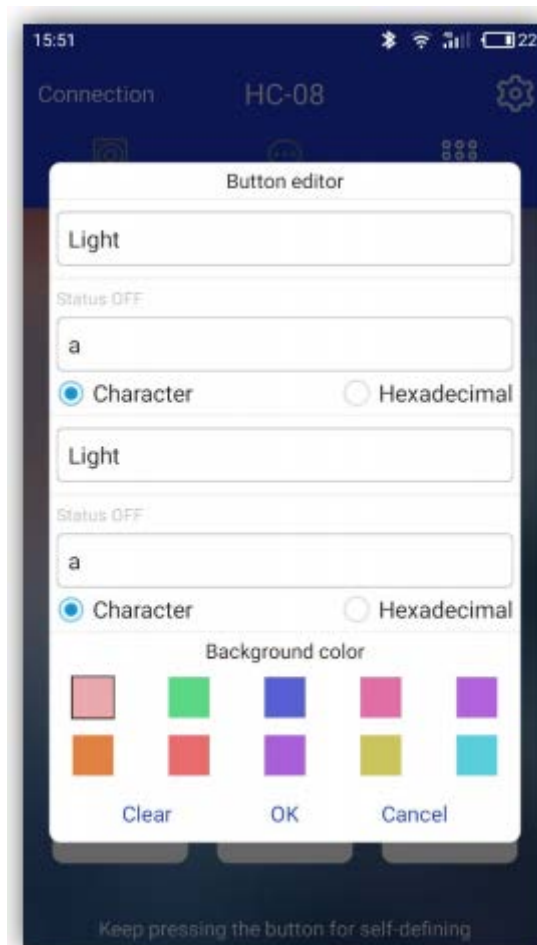 15:51 22
Connection HC-08
Button editor
Light
Status OFF
a
Character Hexadecimal
Light
Status OFF
a
Character Hexadecimal
Background color
Clear OK Cancel
Keep pressing the button for self-defining